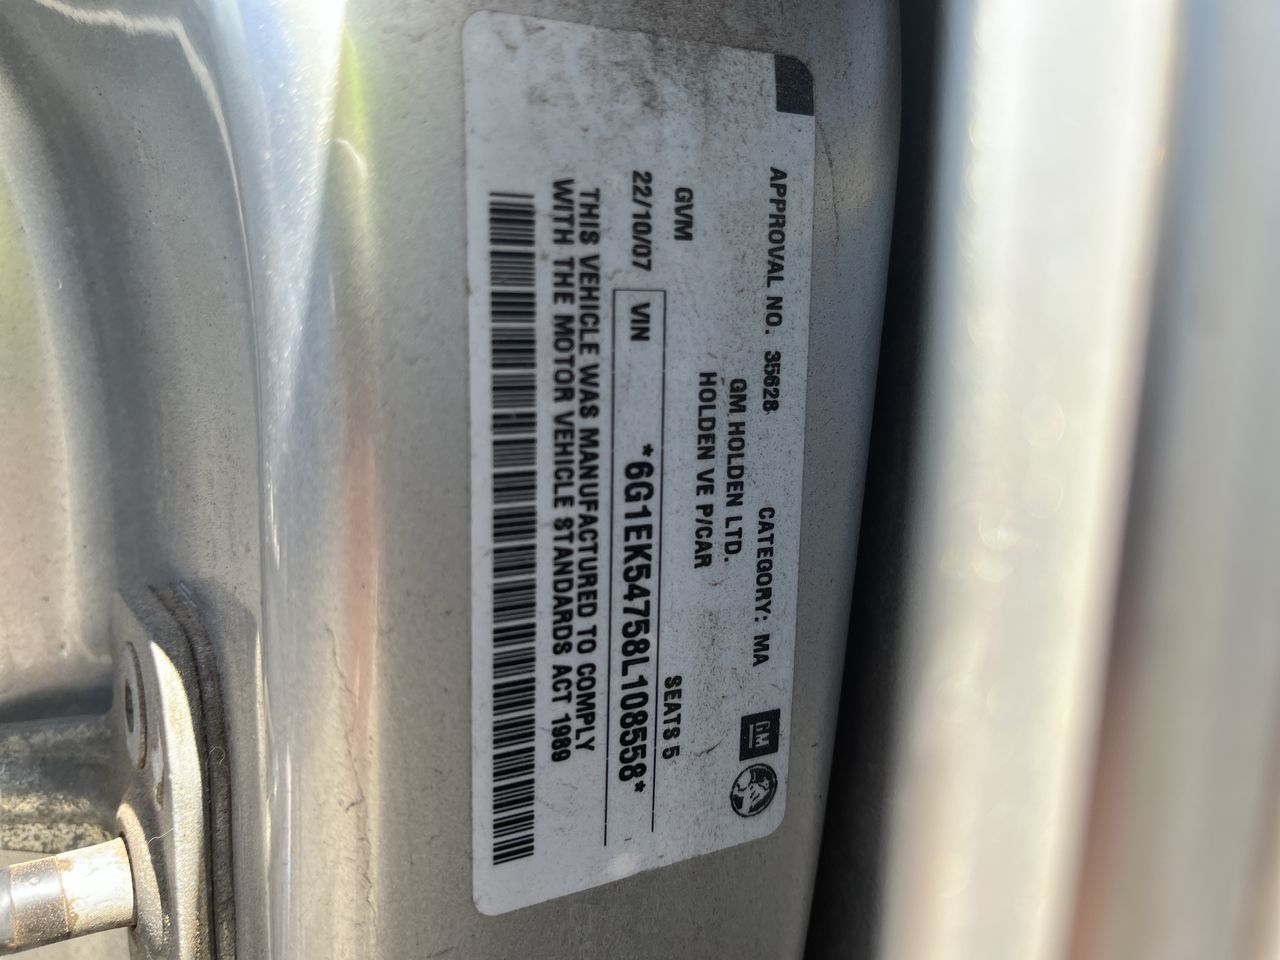 APPROVAL NO. 35628 CATEGORY: MA
GM
GM HOLDEN LTD.
HOLDEN VE P/CAR
GVM SEATS 5
22/10/07 VIN *6G1EK54758L108558*
THIS VEHICLE WAS MANUFACTURED TO COMPLY
WITH THE MOTOR VEHICLE STANDARDS ACT 1989